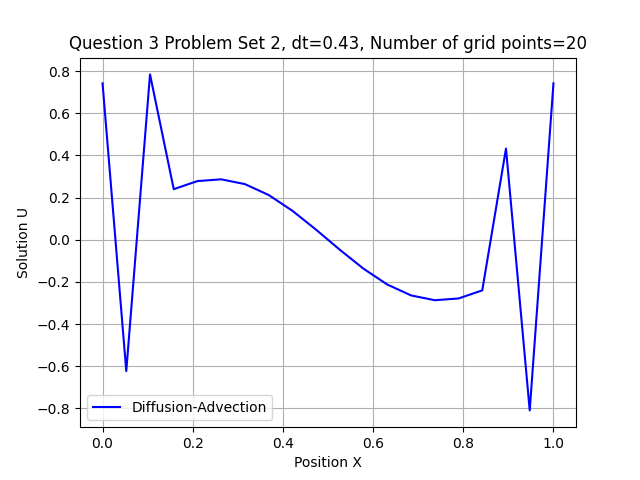 Question 3 Problem Set 2, dt=0.43, Number of grid points=20
0.8
0.6
0.4
0.2
0.0
−0.2
−0.4
−0.6
−0.8
Solution U
Diffusion-Advection
0.0 0.2 0.4 0.6 0.8 1.0
Position X